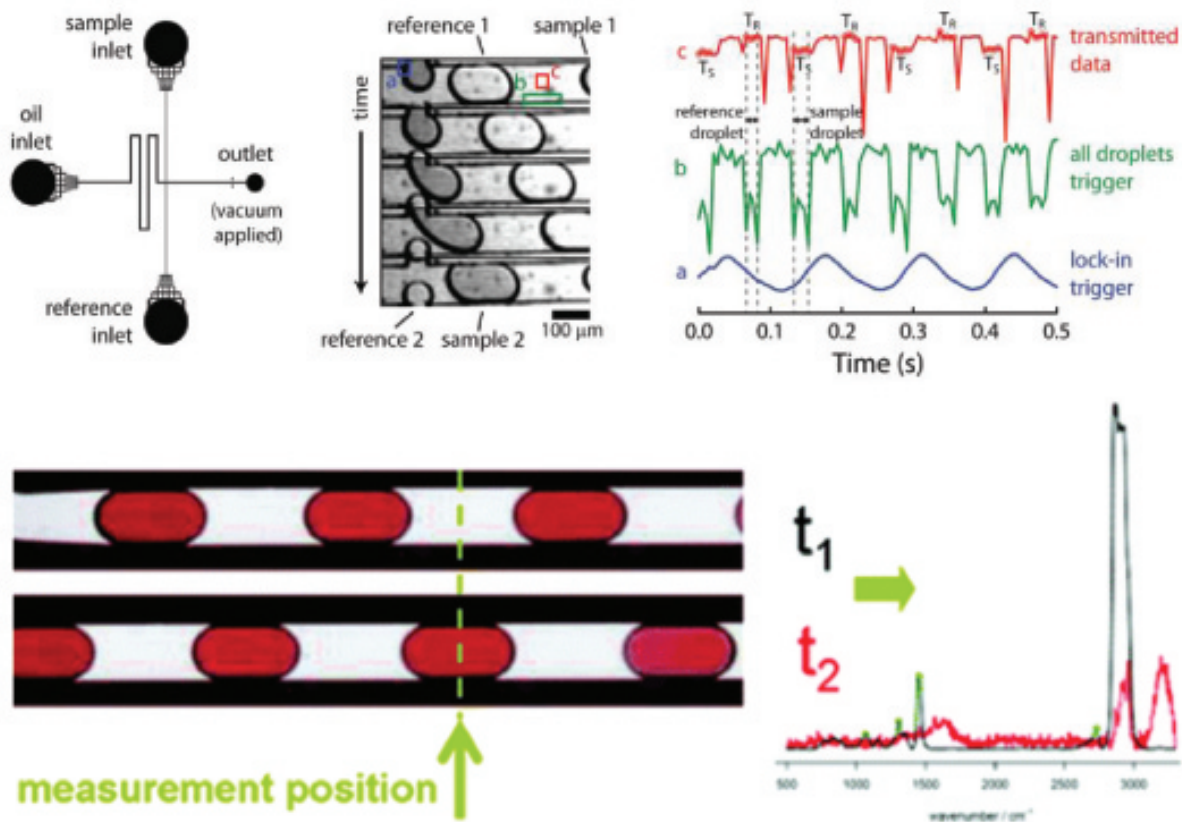 sample
inlet
oil
inlet
outlet
(vacuum
applied)
reference
inlet
reference 1
sample 1
a
b
c
time
reference 2
sample 2
100 µm
c
T_S
T_R
T_S
T_R
T_S
T_R
T_S
T_R
transmitted
data
reference
droplet
sample
droplet
b
all droplets
trigger
a
lock-in
trigger
0.0 0.1 0.2 0.3 0.4 0.5
Time (s)
measurement position
t₁
t₂
500 1000 1500 2000 2500 3000
wavenumber / cm⁻¹